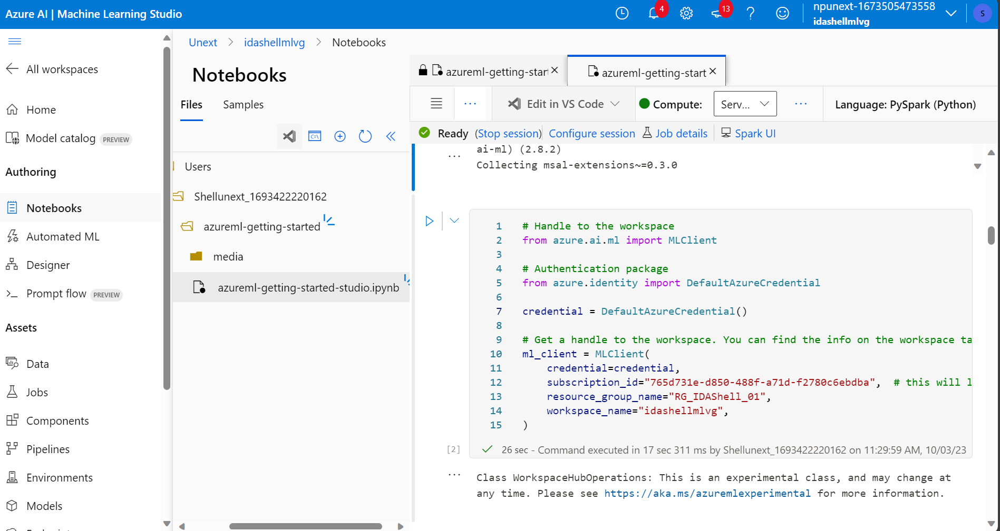 Azure AI | Machine Learning Studio
4
13
npunext-1673505473558
idashellmlvg
S
All workspaces
Home
Model catalog PREVIEW
Authoring
Notebooks
Automated ML
Designer
Prompt flow PREVIEW
Assets
Data
Jobs
Components
Pipelines
Environments
Models
Unext > idashellmlvg > Notebooks
Notebooks
Files Samples
Users
Shellunext_1693422220162
azureml-getting-started
media
azureml-getting-started-studio.ipynb
azureml-getting-star
azureml-getting-start
Edit in VS Code
Compute:
Serv...
Language: PySpark (Python)
Ready (Stop session) Configure session Job details Spark UI
ai-ml) (2.8.2)
Collecting msal-extensions~=0.3.0
1 # Handle to the workspace
2 from azure.ai.ml import MLClient
3
4 # Authentication package
5 from azure.identity import DefaultAzureCredential
6
7 credential = DefaultAzureCredential()
8
9 # Get a handle to the workspace. You can find the info on the workspace ta
10 ml_client = MLClient(
11 credential=credential,
12 subscription_id="765d731e-d850-488f-a71d-f2780c6ebdba", # this will l
13 resource_group_name="RG_IDAShell_01",
14 workspace_name="idashellmlvg",
15 )
[2] 26 sec - Command executed in 17 sec 311 ms by Shellunext_1693422220162 on 11:29:59 AM, 10/03/23
Class WorkspaceHubOperations: This is an experimental class, and may change at
any time. Please see https://aka.ms/azuremlexperimental for more information.